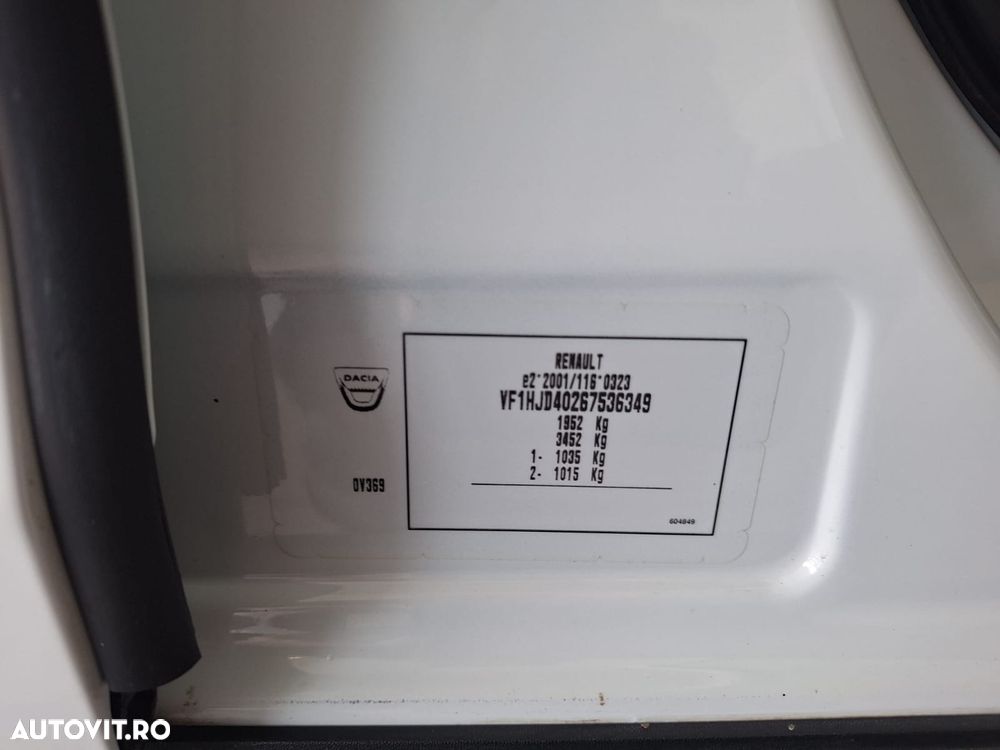 RENAULT
e2*2001/116*0323
VF1HJD40267536349
1952 Kg
3452 Kg
1- 1035 Kg
2- 1015 Kg
DACIA
OV369
604849
AUTOVIT.RO